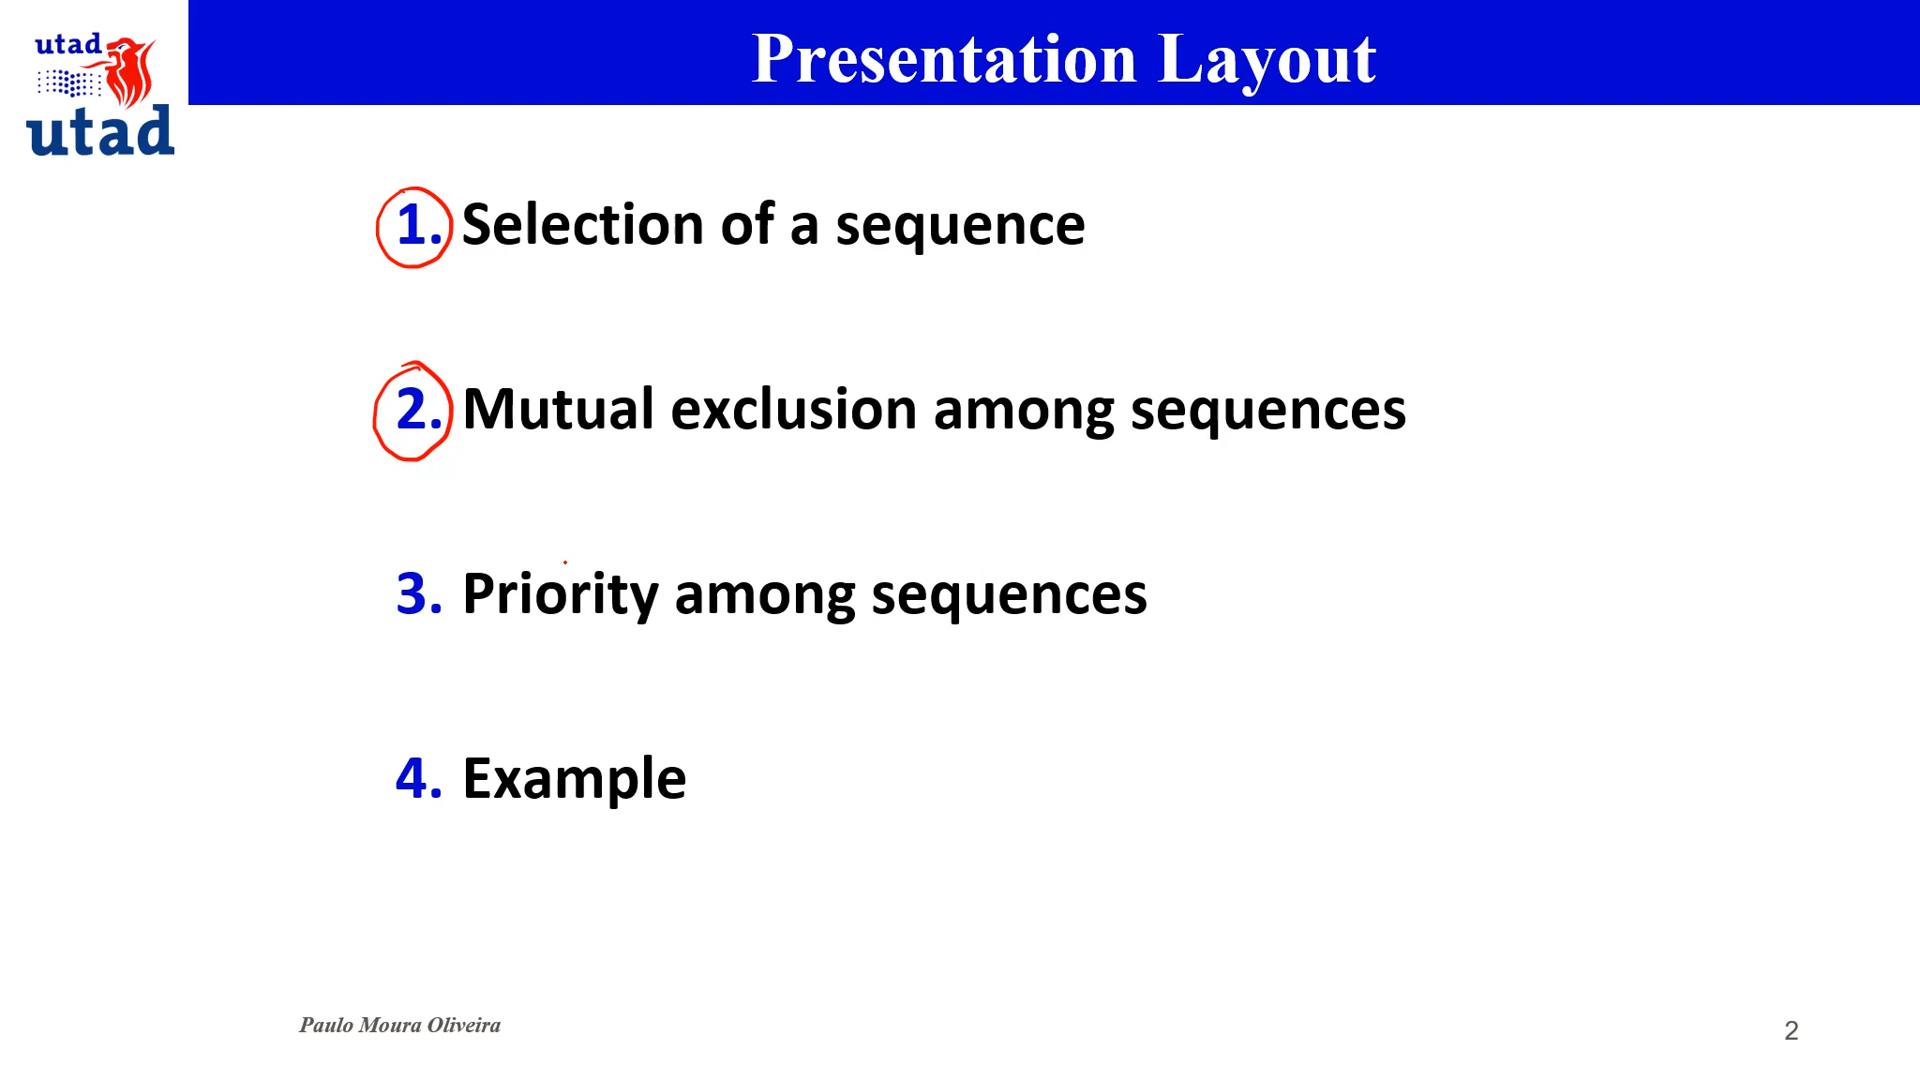 utad
utad
Presentation Layout
1. Selection of a sequence
2. Mutual exclusion among sequences
3. Priority among sequences
4. Example
Paulo Moura Oliveira
2